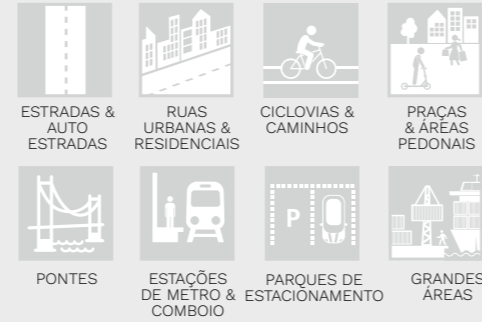 ESTRADAS &
AUTO
ESTRADAS
RUAS
URBANAS &
RESIDENCIAIS
CICLOVIAS &
CAMINHOS
PRAÇAS
& ÁREAS
PEDONAIS
P
PONTES
ESTAÇÕES
DE METRO &
COMBOIO
PARQUES DE
ESTACIONAMENTO
GRANDES
ÁREAS